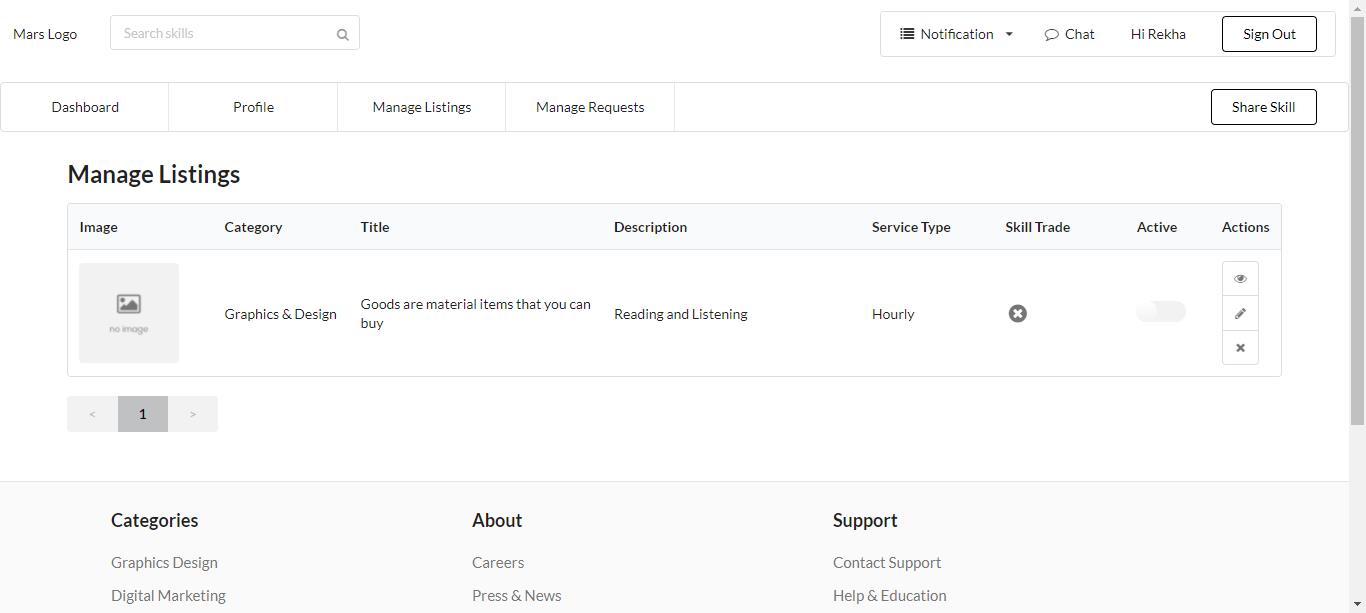 Mars Logo
Search skills
Notification
Chat
Hi Rekha
Sign Out
Dashboard
Profile
Manage Listings
Manage Requests
Share Skill
Manage Listings
Image
Category
Title
Description
Service Type
Skill Trade
Active
Actions
no image
Graphics & Design
Goods are material items that you can
buy
Reading and Listening
Hourly
<
1
>
Categories
About
Support
Graphics Design
Careers
Contact Support
Digital Marketing
Press & News
Help & Education